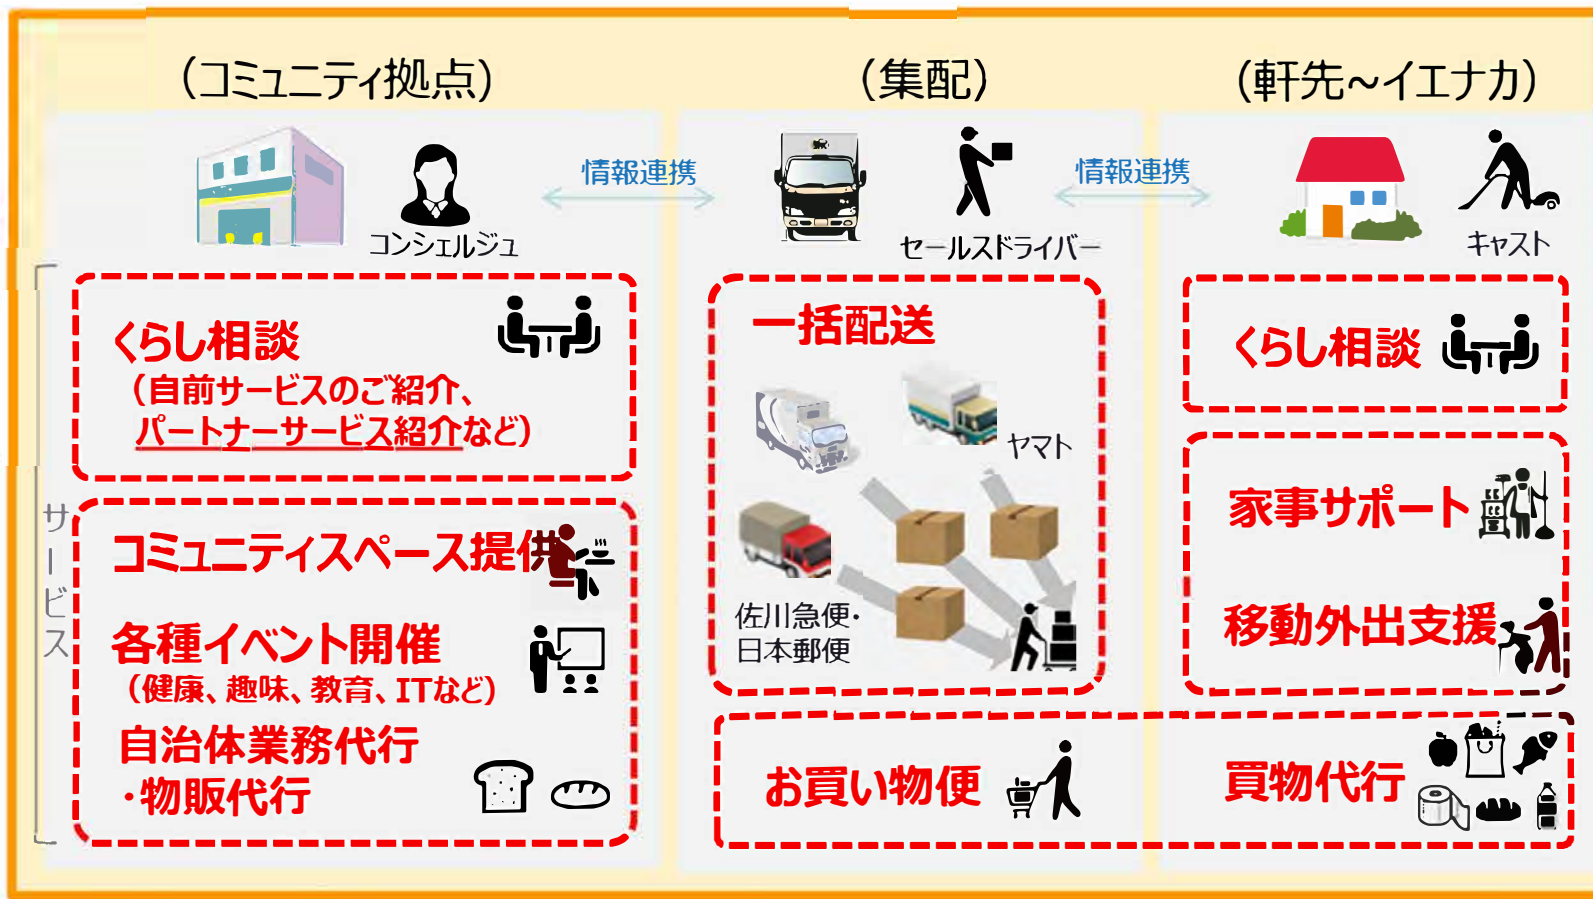 (コミュニティ拠点)
(集配)
(軒先~イエナカ)
情報連携
情報連携
コンシェルジュ
セールスドライバー
キャスト
サービス
くらし相談
(自前サービスのご紹介、
パートナーサービス紹介など)
コミュニティスペース提供
各種イベント開催
(健康、趣味、教育、ITなど)
自治体業務代行
・物販代行
一括配送
ヤマト
佐川急便・
日本郵便
お買い物便
くらし相談
家事サポート
移動外出支援
買物代行